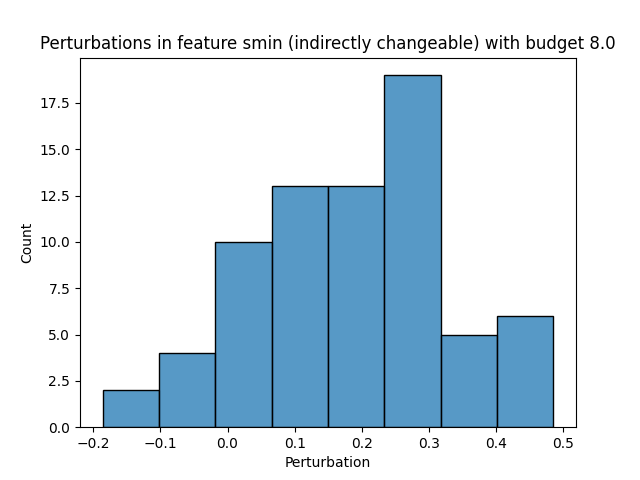 Perturbations in feature smin (indirectly changeable) with budget 8.0
17.5
15.0
12.5
10.0
7.5
5.0
2.5
0.0
Count
−0.2 −0.1 0.0 0.1 0.2 0.3 0.4 0.5
Perturbation